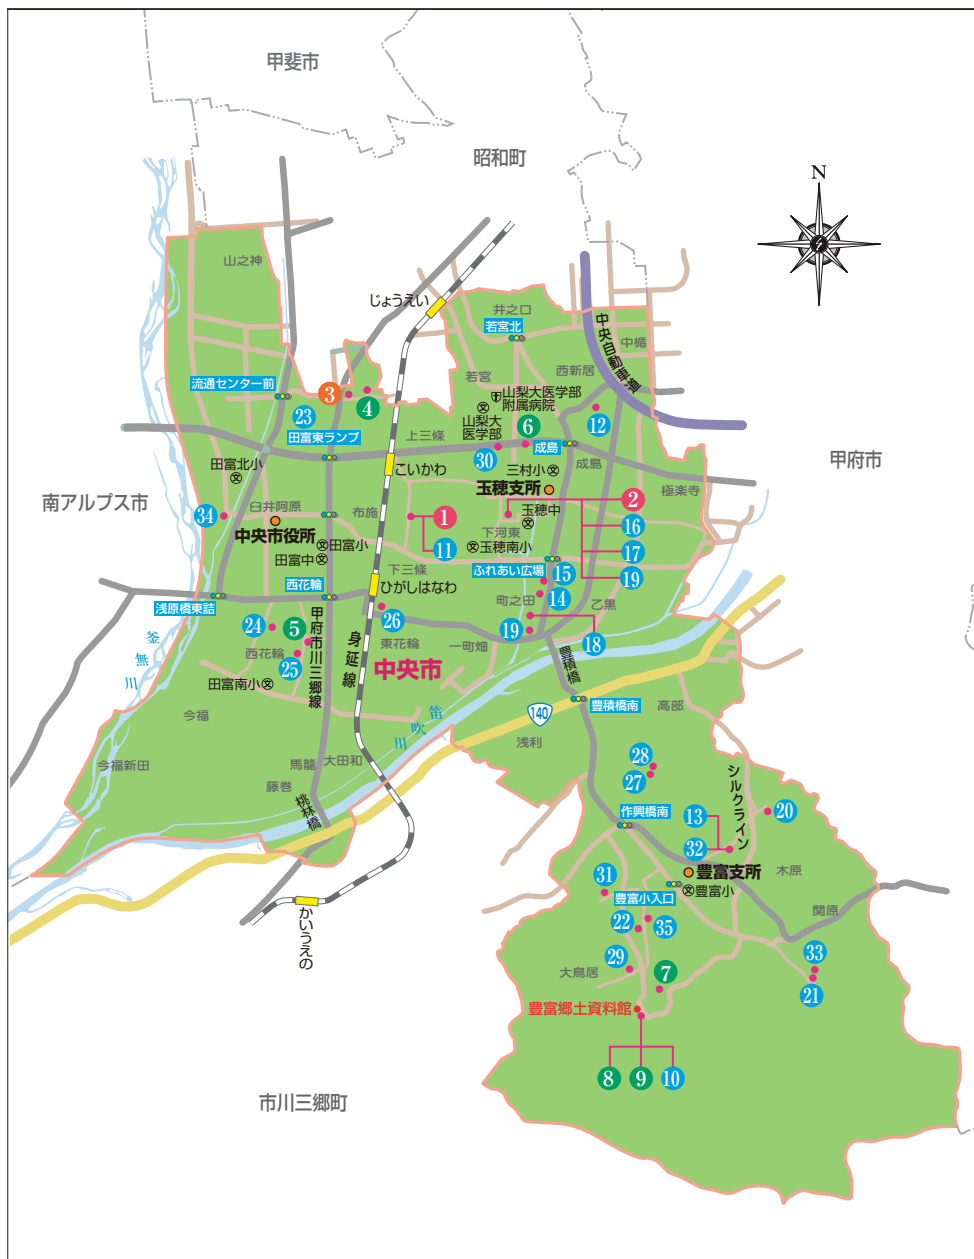 甲斐市
昭和町
N
山之神
じょうえい
井之口
若宮北
中央自動車道
中楯
西新居
若宮
流通センター前
3
4
山梨大医学部
附属病院
山梨大
医学部
23
田富東ランプ
6
12
上三條
30
成島
成島
甲府市
田富北小
こいかわ
三村小
玉穂支所
極楽寺
南アルプス市
34
臼井阿原
布施
1
2
玉穂中
16
中央市役所
下河東
田富小
玉穂南小
11
17
田富中
下三條
ふれあい広場
15
19
西花輪
ひがしはなわ
14
町之田
乙黒
浅原橋東詰
24
5
26
19
18
西花輪
25
甲府市川三郷線
身延線
東花輪
一町畑
中央市
豊積橋
釜無川
田富南小
豊積橋南
今福
140
高部
笛吹川
浅利
今福新田
馬籠
大田和
藤巻
桃林橋
28
27
シルクライン
作興橋南
13
20
32
豊富支所
木原
31
豊富小入口
豊富小
かいうえの
22
35
関原
29
大鳥居
7
33
21
豊富郷土資料館
8
9
10
市川三郷町